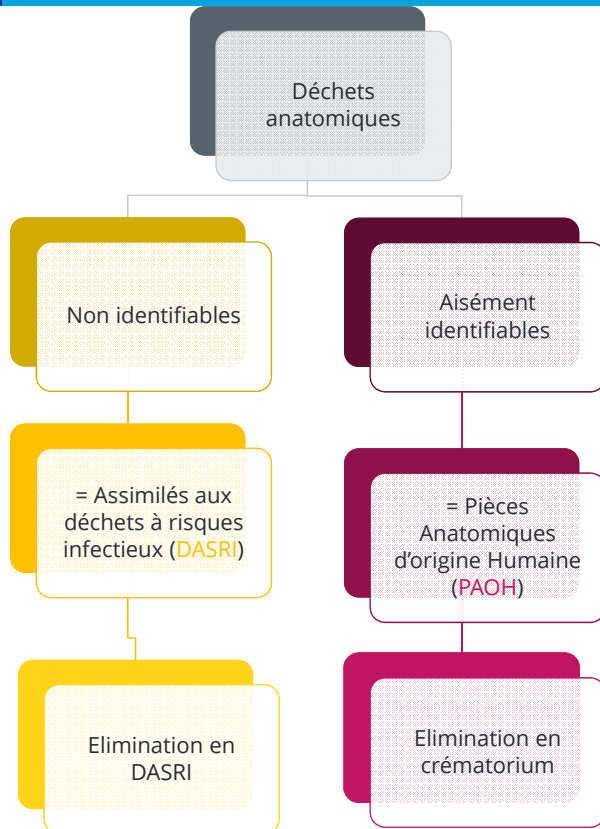 Déchets
anatomiques
Non identifiables
Aisément
identifiables
= Assimilés aux
déchets à risques
infectieux (DASRI)
= Pièces
Anatomiques
d'origine Humaine
(PAOH)
Elimination en
DASRI
Elimination en
crématorium